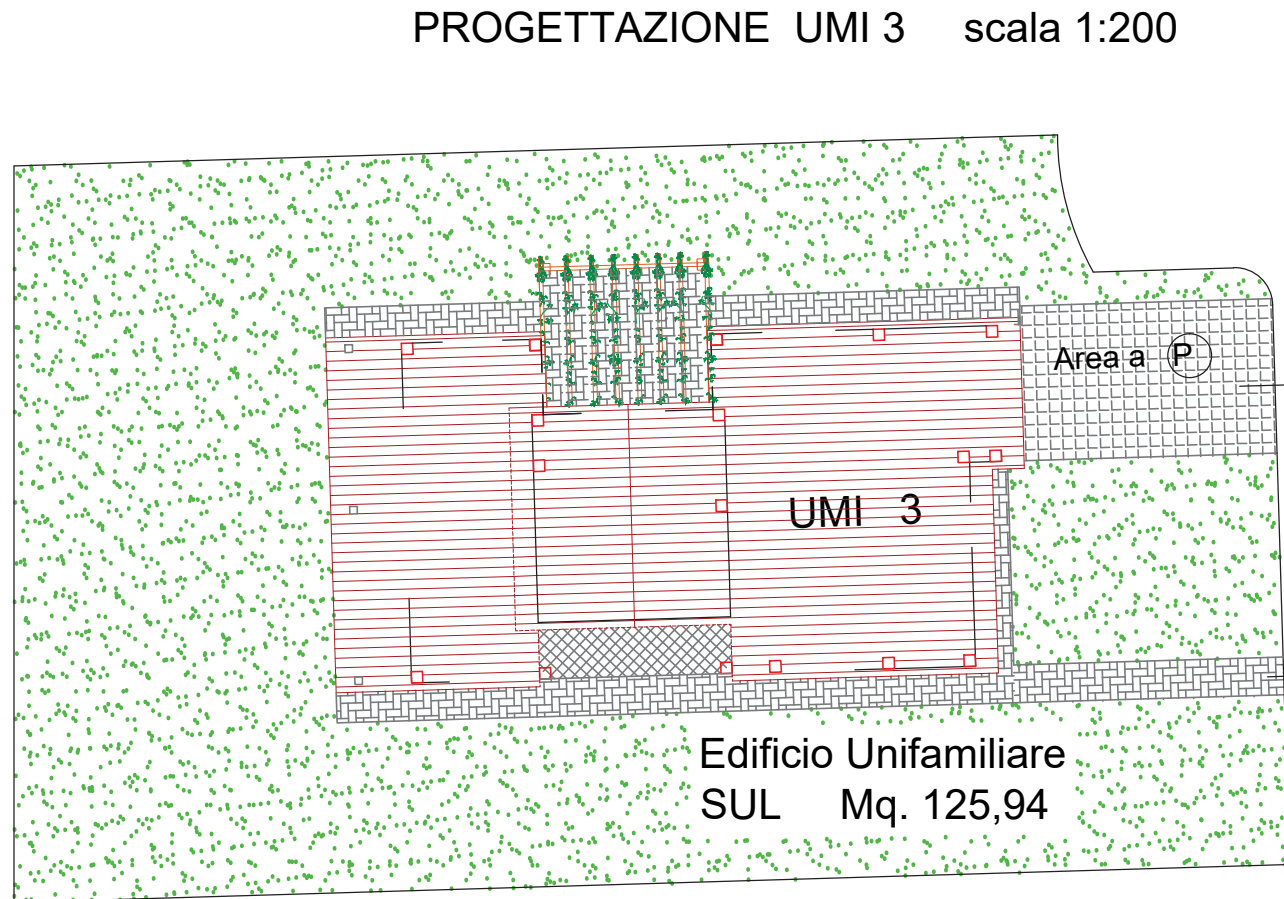 PROGETTAZIONE UMI 3 scala 1:200
Area a P
UMI 3
Edificio Unifamiliare
SUL Mq. 125,94